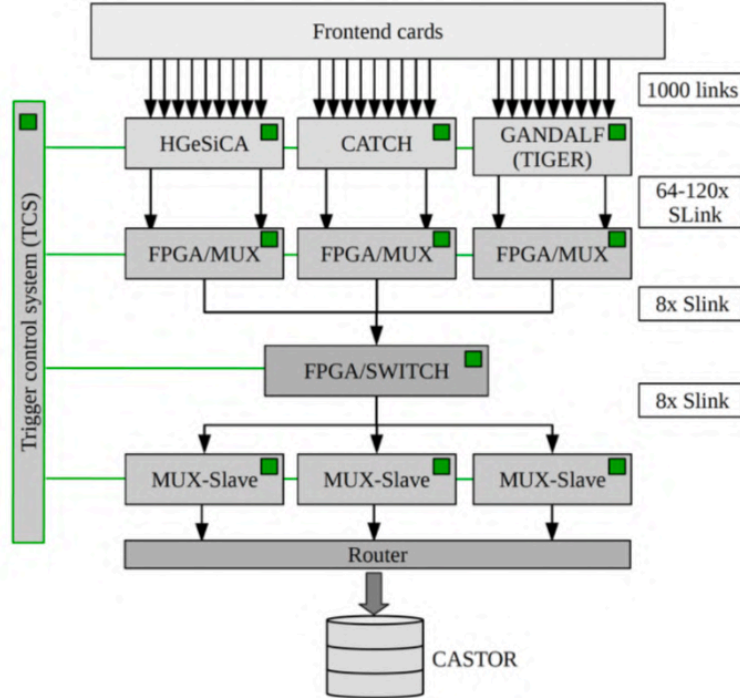 Frontend cards
1000 links
HGeSiCA
CATCH
GANDALF
(TIGER)
64-120x
SLink
Trigger control system (TCS)
FPGA/MUX
FPGA/MUX
FPGA/MUX
8x Slink
FPGA/SWITCH
8x Slink
MUX-Slave
MUX-Slave
MUX-Slave
Router
CASTOR